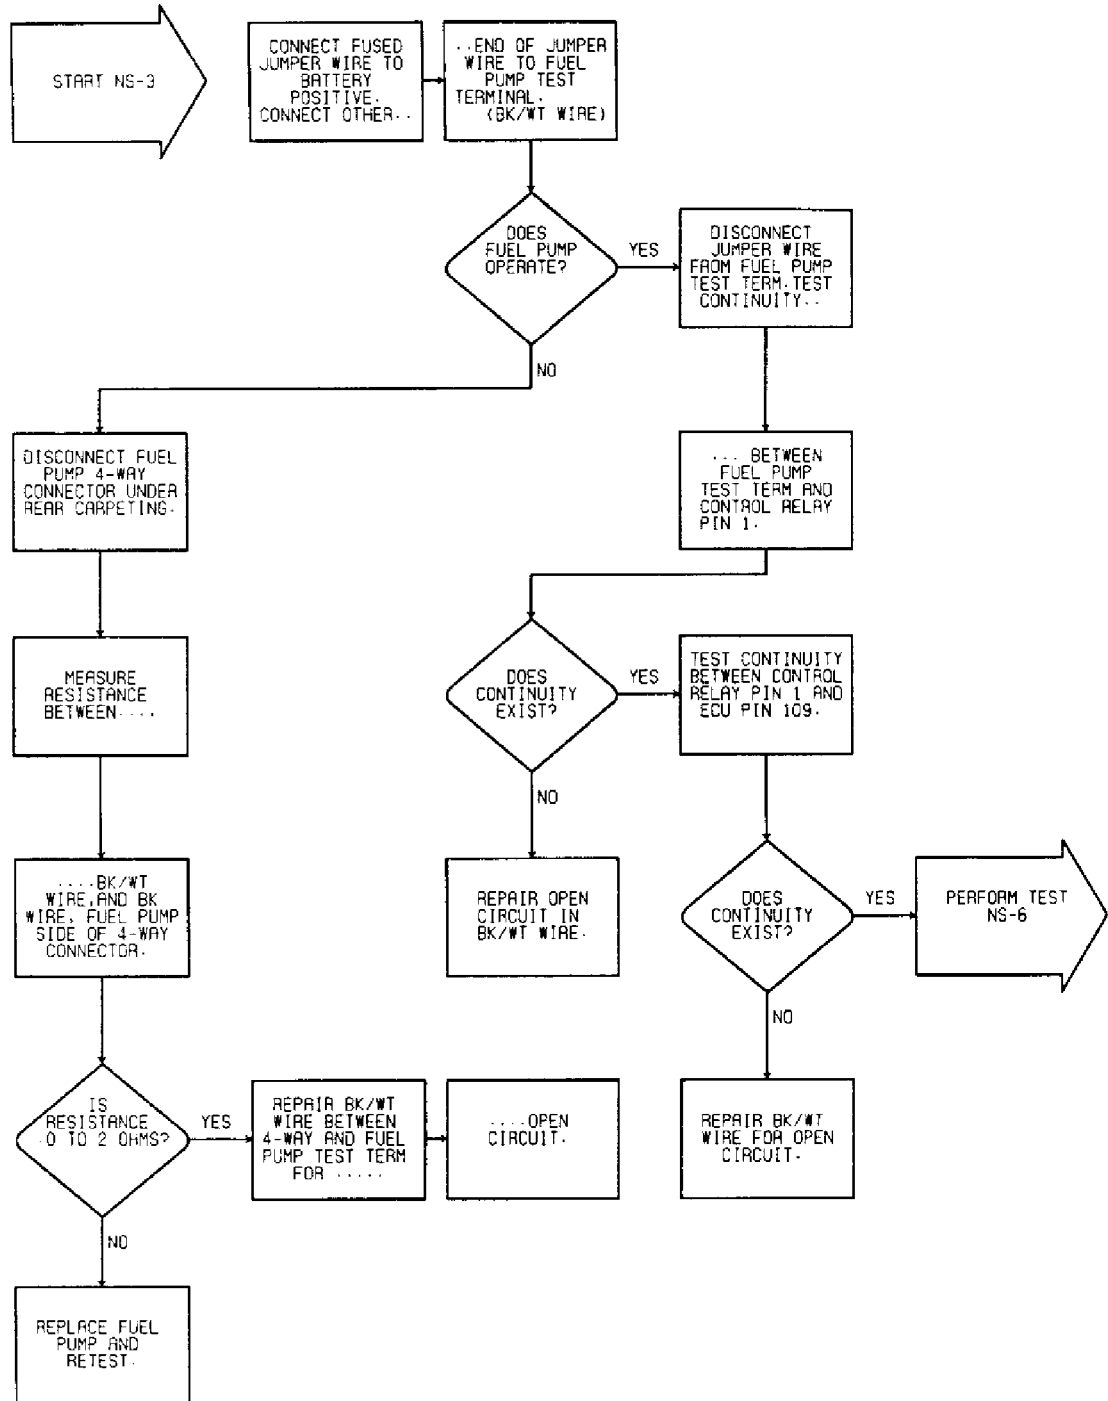 START NS-3
CONNECT FUSED
JUMPER WIRE TO
BATTERY
POSITIVE.
CONNECT OTHER..
..END OF JUMPER
WIRE TO FUEL
PUMP TEST
TERMINAL.
(BK/WT WIRE)
DOES
FUEL PUMP
OPERATE?
YES
DISCONNECT
JUMPER WIRE
FROM FUEL PUMP
TEST TERM.TEST
CONTINUITY..
NO
DISCONNECT FUEL
PUMP 4-WAY
CONNECTOR UNDER
REAR CARPETING.
... BETWEEN
FUEL PUMP
TEST TERM AND
CONTROL RELAY
PIN 1.
MEASURE
RESISTANCE
BETWEEN....
DOES
CONTINUITY
EXIST?
YES
TEST CONTINUITY
BETWEEN CONTROL
RELAY PIN 1 AND
ECU PIN 109.
NO
....BK/WT
WIRE,AND BK
WIRE, FUEL PUMP
SIDE OF 4-WAY
CONNECTOR.
REPAIR OPEN
CIRCUIT IN
BK/WT WIRE.
DOES
CONTINUITY
EXIST?
YES
PERFORM TEST
NS-6
NO
IS
RESISTANCE
.0 TO 2 OHMS?
YES
REPAIR BK/WT
WIRE BETWEEN
4-WAY AND FUEL
PUMP TEST TERM
FOR .....
....OPEN
CIRCUIT.
REPAIR BK/WT
WIRE FOR OPEN
CIRCUIT.
NO
REPLACE FUEL
PUMP AND
RETEST.